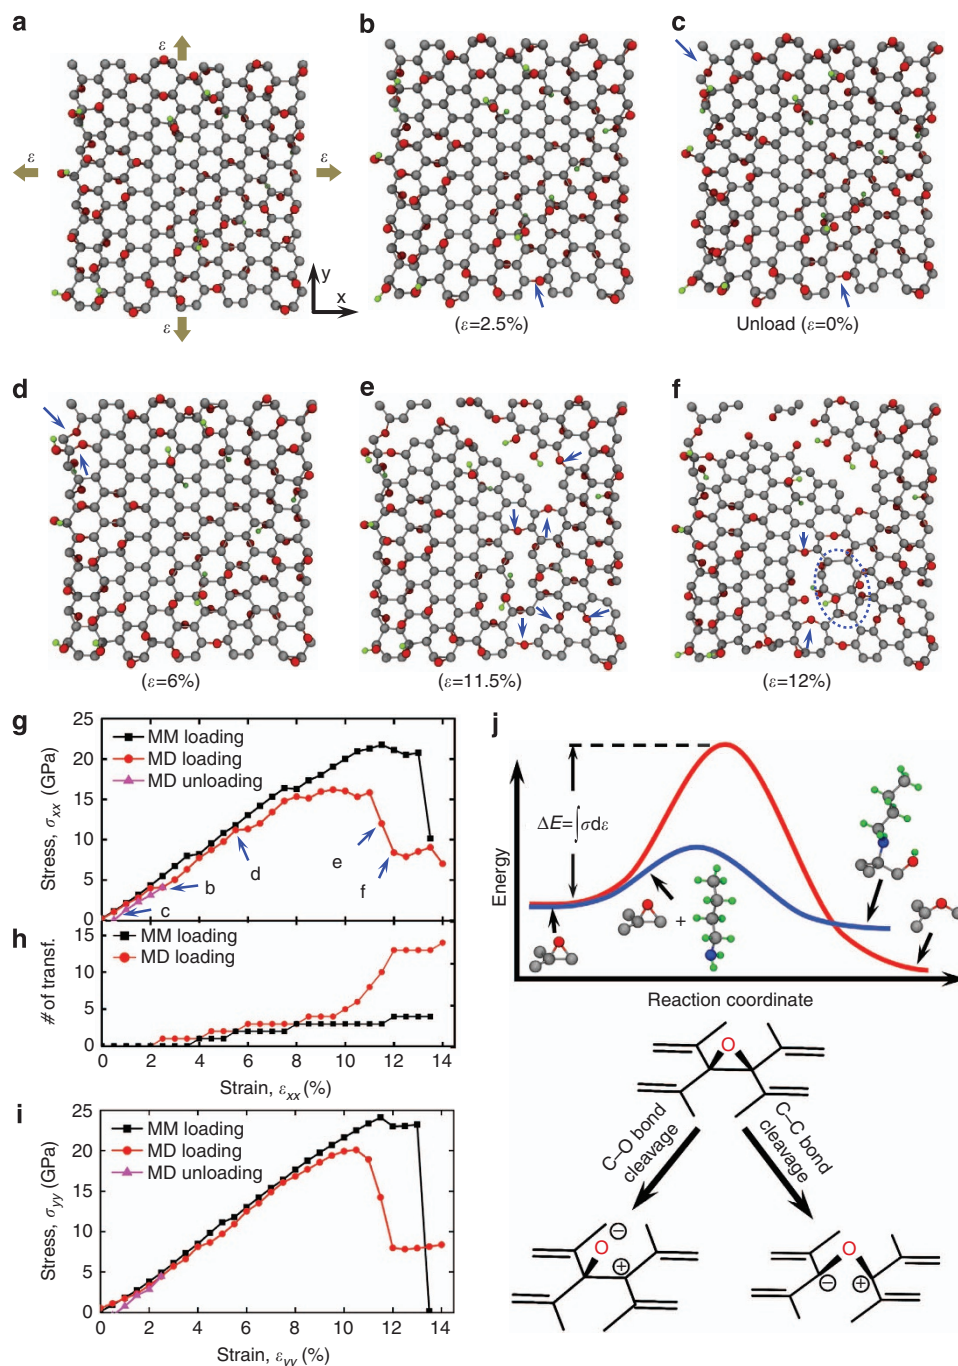 a
b
c
ε
ε
ε
ε
y
x
(ε=2.5%)
Unload (ε=0%)
d
e
f
(ε=6%)
(ε=11.5%)
(ε=12%)
g
Stress, σxx (GPa)
25
20
15
10
5
0
MM loading
MD loading
MD unloading
b
c
d
e
f
h
# of transf.
15
10
5
0
MM loading
MD loading
0 2 4 6 8 10 12 14
Strain, εxx (%)
i
Stress, σyy (GPa)
25
20
15
10
5
0
MM loading
MD loading
MD unloading
0 2 4 6 8 10 12 14
Strain, εyy (%)
j
Energy
ΔE=∫σdε
+
Reaction coordinate
O
C–O bond
cleavage
C–C bond
cleavage
O
−
+
O
−
+